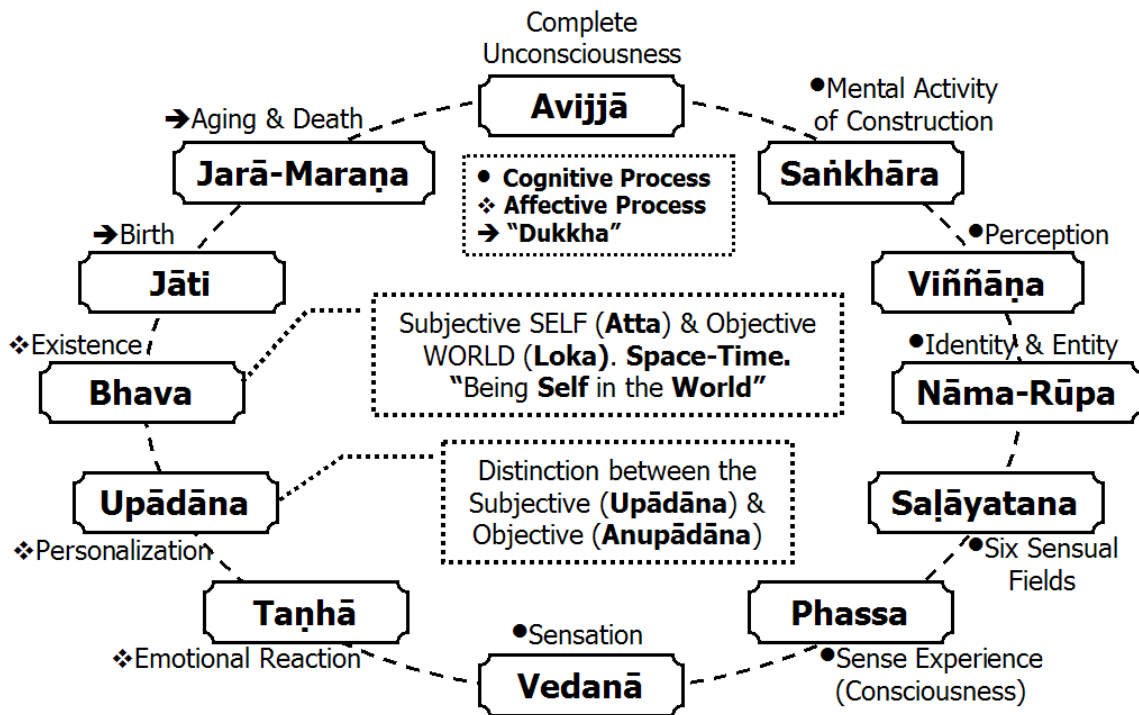 Complete
Unconsciousness
Avijjā
●Mental Activity
of Construction
Saṅkhāra
●Perception
Viññāṇa
●Identity & Entity
Nāma-Rūpa
Saḷāyatana
●Six Sensual
Fields
Phassa
●Sense Experience
(Consciousness)
●Sensation
Vedanā
Taṇhā
❖Emotional Reaction
Upādāna
❖Personalization
❖Existence
Bhava
➔Birth
Jāti
➔Aging & Death
Jarā-Maraṇa
● Cognitive Process
❖ Affective Process
➔ “Dukkha”
Subjective SELF (Atta) & Objective
WORLD (Loka). Space-Time.
“Being Self in the World”
Distinction between the
Subjective (Upādāna) &
Objective (Anupādāna)